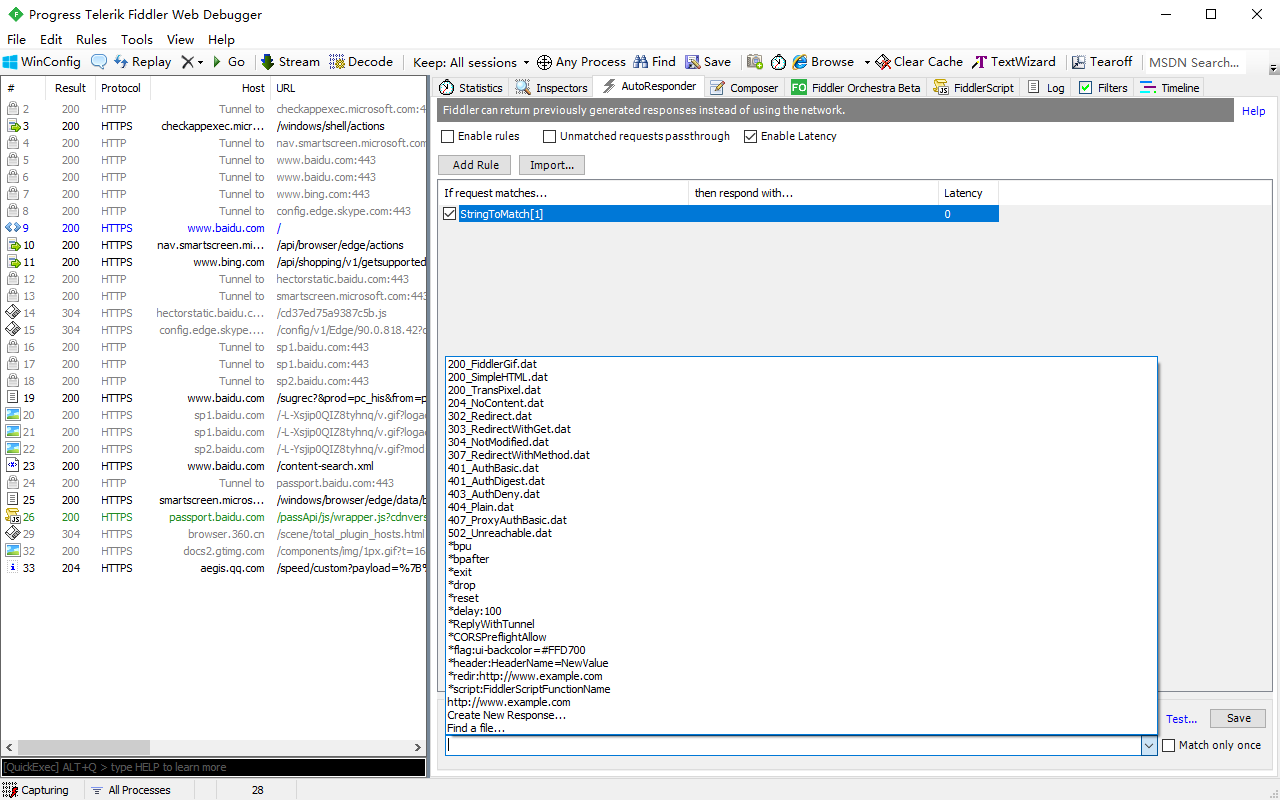 Progress Telerik Fiddler Web Debugger
File Edit Rules Tools View Help
WinConfig Replay Go Stream Decode Keep: All sessions Any Process Find Save Browse Clear Cache TextWizard Tearoff MSDN Search...
# Result Protocol Host URL
2 200 HTTP Tunnel to checkappexec.microsoft.com:4
3 200 HTTPS checkappexec.micr... /windows/shell/actions
4 200 HTTP Tunnel to nav.smartscreen.microsoft.com
5 200 HTTP Tunnel to www.baidu.com:443
6 200 HTTP Tunnel to www.baidu.com:443
7 200 HTTP Tunnel to www.bing.com:443
8 200 HTTP Tunnel to config.edge.skype.com:443
9 200 HTTPS www.baidu.com /
10 200 HTTPS nav.smartscreen.mi... /api/browser/edge/actions
11 200 HTTPS www.bing.com /api/shopping/v1/getsupported
12 200 HTTP Tunnel to hectorstatic.baidu.com:443
13 200 HTTP Tunnel to smartscreen.microsoft.com:443
14 304 HTTPS hectorstatic.baidu.c... /cd37ed75a9387c5b.js
15 304 HTTPS config.edge.skype.... /config/v1/Edge/90.0.818.42?c
16 200 HTTP Tunnel to sp1.baidu.com:443
17 200 HTTP Tunnel to sp1.baidu.com:443
18 200 HTTP Tunnel to sp2.baidu.com:443
19 200 HTTPS www.baidu.com /sugrec?&prod=pc_his&from=p
20 200 HTTPS sp1.baidu.com /-L-Xsjip0QIZ8tyhnq/v.gif?logac
21 200 HTTPS sp1.baidu.com /-L-Xsjip0QIZ8tyhnq/v.gif?logac
22 200 HTTPS sp2.baidu.com /-L-Ysjip0QIZ8tyhnq/v.gif?mod
23 200 HTTPS www.baidu.com /content-search.xml
24 200 HTTP Tunnel to passport.baidu.com:443
25 200 HTTPS smartscreen.micros... /windows/browser/edge/data/b
26 200 HTTPS passport.baidu.com /passApi/js/wrapper.js?cdnvers
29 304 HTTPS browser.360.cn /scene/total_plugin_hosts.html
32 200 HTTPS docs2.gtimg.com /components/img/1px.gif?t=16
33 204 HTTPS aegis.qq.com /speed/custom?payload=%7B%
[QuickExec] ALT+Q > type HELP to learn more
Capturing All Processes 28
Statistics Inspectors AutoResponder Composer FO Fiddler Orchestra Beta FiddlerScript Log Filters Timeline
Fiddler can return previously generated responses instead of using the network. Help
Enable rules Unmatched requests passthrough Enable Latency
Add Rule Import...
If request matches... then respond with... Latency
StringToMatch[1] 0
200_FiddlerGif.dat
200_SimpleHTML.dat
200_TransPixel.dat
204_NoContent.dat
302_Redirect.dat
303_RedirectWithGet.dat
304_NotModified.dat
307_RedirectWithMethod.dat
401_AuthBasic.dat
401_AuthDigest.dat
403_AuthDeny.dat
404_Plain.dat
407_ProxyAuthBasic.dat
502_Unreachable.dat
*bpu
*bpafter
*exit
*drop
*reset
*delay:100
*ReplyWithTunnel
*CORSPreflightAllow
*flag:ui-backcolor=#FFD700
*header:HeaderName=NewValue
*redir:http://www.example.com
*script:FiddlerScriptFunctionName
http://www.example.com
Create New Response...
Find a file...
Test... Save
Match only once